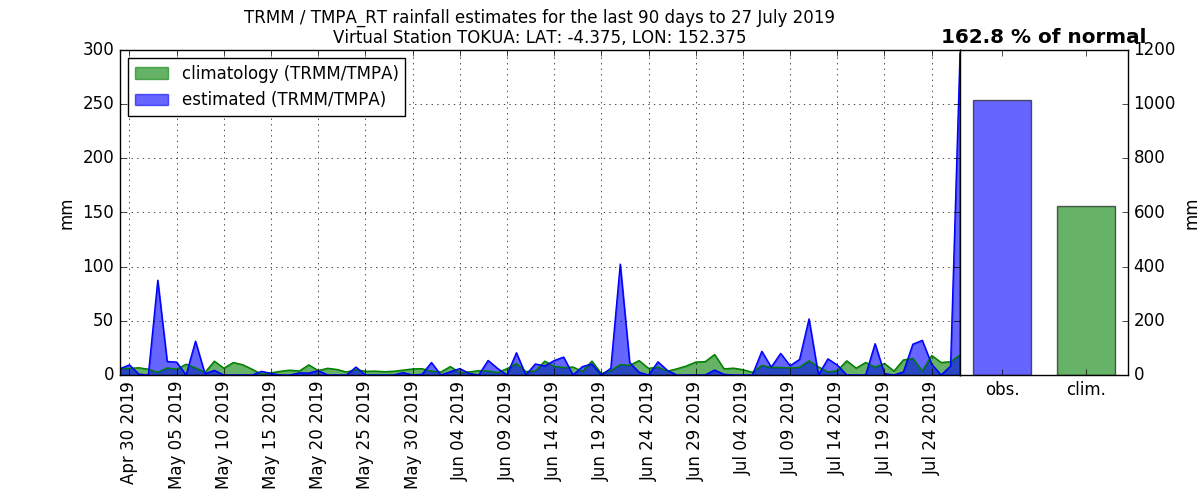 TRMM / TMPA_RT rainfall estimates for the last 90 days to 27 July 2019
Virtual Station TOKUA: LAT: -4.375, LON: 152.375
162.8 % of normal
climatology (TRMM/TMPA)
estimated (TRMM/TMPA)
300
250
200
150
100
50
0
mm
1200
1000
800
600
400
200
0
mm
Apr 30 2019
May 05 2019
May 10 2019
May 15 2019
May 20 2019
May 25 2019
May 30 2019
Jun 04 2019
Jun 09 2019
Jun 14 2019
Jun 19 2019
Jun 24 2019
Jun 29 2019
Jul 04 2019
Jul 09 2019
Jul 14 2019
Jul 19 2019
Jul 24 2019
obs.
clim.